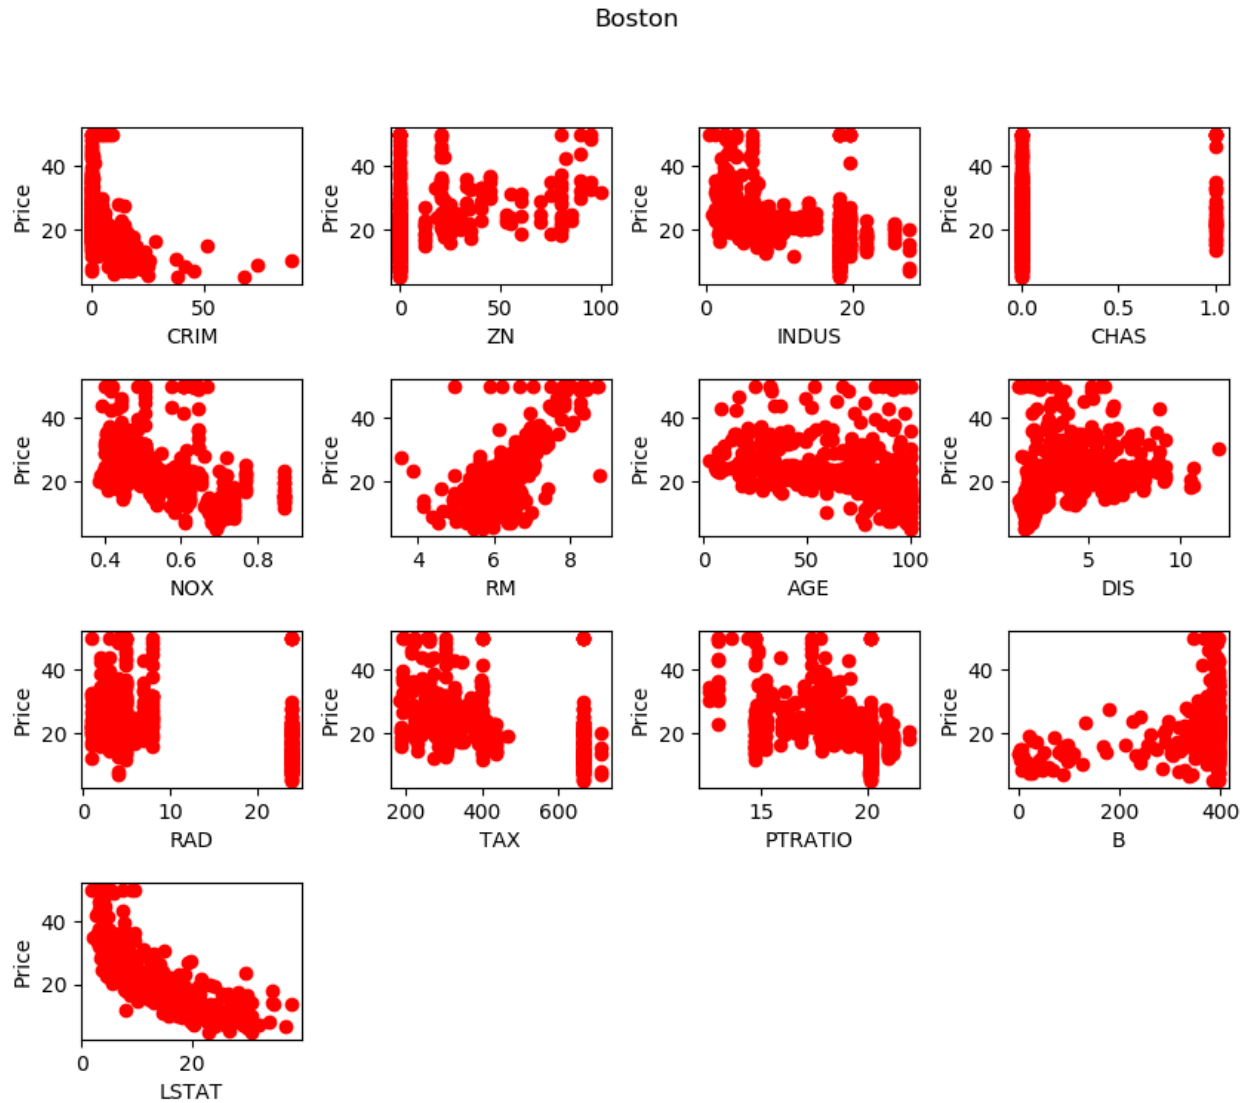 Boston
Price
40
20
0 50
CRIM
Price
40
20
0 50 100
ZN
Price
40
20
0 20
INDUS
Price
40
20
0.0 0.5 1.0
CHAS
Price
40
20
0.4 0.6 0.8
NOX
Price
40
20
4 6 8
RM
Price
40
20
0 50 100
AGE
Price
40
20
5 10
DIS
Price
40
20
0 10 20
RAD
Price
40
20
200 400 600
TAX
Price
40
20
15 20
PTRATIO
Price
40
20
0 200 400
B
Price
40
20
0 20
LSTAT